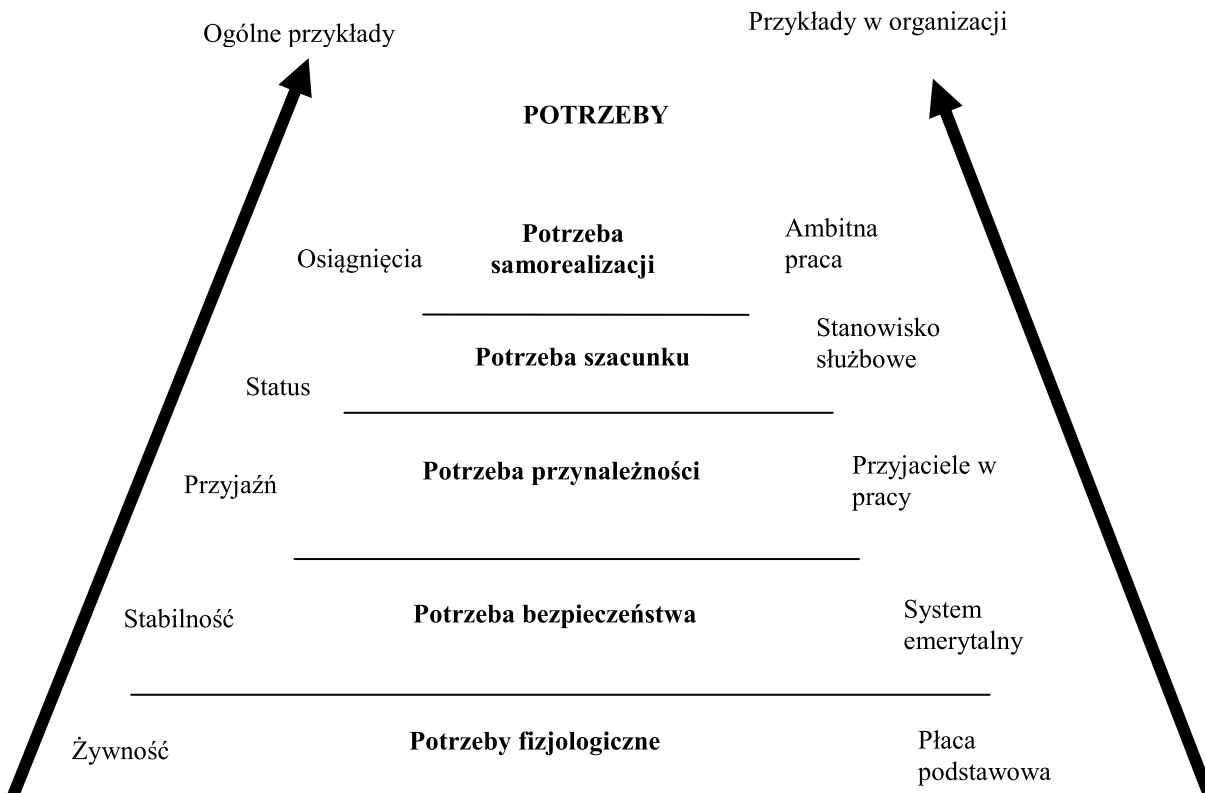 Ogólne przykłady
Przykłady w organizacji
POTRZEBY
Osiągnięcia
Potrzeba
samorealizacji
Ambitna
praca
Status
Potrzeba szacunku
Stanowisko
służbowe
Przyjaźń
Potrzeba przynależności
Przyjaciele w
pracy
Stabilność
Potrzeba bezpieczeństwa
System
emerytalny
Żywność
Potrzeby fizjologiczne
Płaca
podstawowa